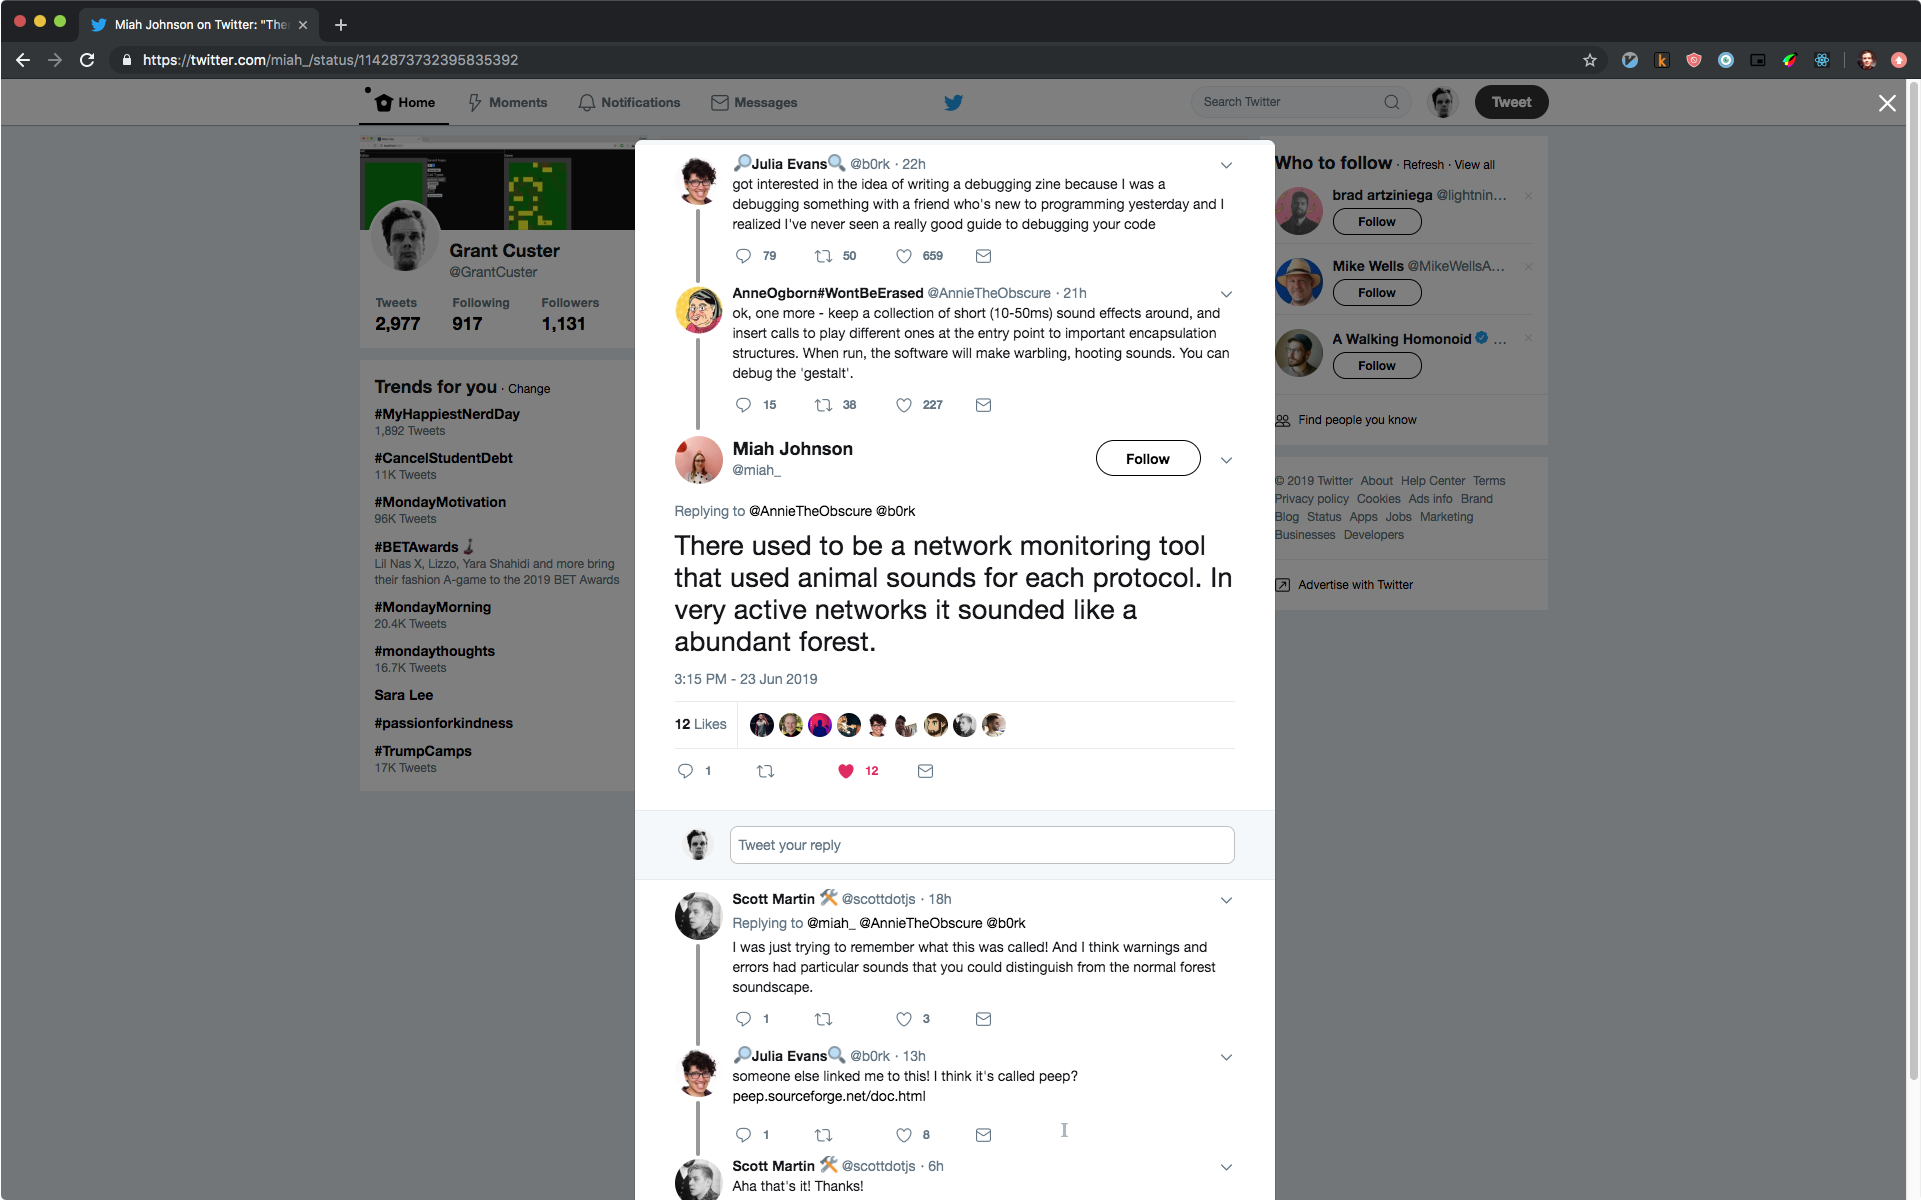 Miah Johnson on Twitter: "The
https://twitter.com/miah_/status/1142873732395835392
Home
Moments
Notifications
Messages
Search Twitter
Tweet
Grant Custer
@GrantCuster
Tweets Following Followers
2,977 917 1,131
Trends for you · Change
#MyHappiestNerdDay
1,892 Tweets
#CancelStudentDebt
11K Tweets
#MondayMotivation
96K Tweets
#BETAwards
Lil Nas X, Lizzo, Yara Shahidi and more bring
their fashion A-game to the 2019 BET Awards
#MondayMorning
20.4K Tweets
#mondaythoughts
16.7K Tweets
Sara Lee
#passionforkindness
#TrumpCamps
17K Tweets
Julia Evans @b0rk · 22h
got interested in the idea of writing a debugging zine because I was a
debugging something with a friend who's new to programming yesterday and I
realized I've never seen a really good guide to debugging your code
79 50 659
AnneOgborn#WontBeErased @AnnieTheObscure · 21h
ok, one more - keep a collection of short (10-50ms) sound effects around, and
insert calls to play different ones at the entry point to important encapsulation
structures. When run, the software will make warbling, hooting sounds. You can
debug the 'gestalt'.
15 38 227
Miah Johnson
@miah_
Follow
Replying to @AnnieTheObscure @b0rk
There used to be a network monitoring tool
that used animal sounds for each protocol. In
very active networks it sounded like a
abundant forest.
3:15 PM - 23 Jun 2019
12 Likes
1 12
Tweet your reply
Scott Martin @scottdotjs · 18h
Replying to @miah_ @AnnieTheObscure @b0rk
I was just trying to remember what this was called! And I think warnings and
errors had particular sounds that you could distinguish from the normal forest
soundscape.
1 3
Julia Evans @b0rk · 13h
someone else linked me to this! I think it's called peep?
peep.sourceforge.net/doc.html
1 8
Scott Martin @scottdotjs · 6h
Aha that's it! Thanks!
Who to follow · Refresh · View all
brad artziniega @lightnin...
Follow
Mike Wells @MikeWellsA...
Follow
A Walking Homonoid ...
Follow
Find people you know
© 2019 Twitter About Help Center Terms
Privacy policy Cookies Ads info Brand
Blog Status Apps Jobs Marketing
Businesses Developers
Advertise with Twitter